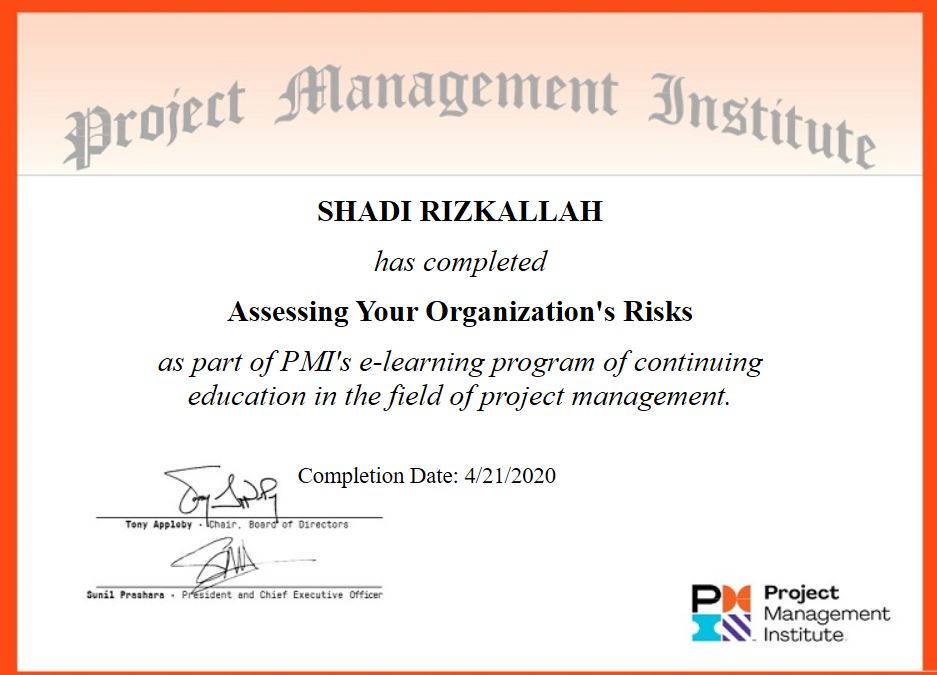 Project Management Institute
SHADI RIZKALLAH
has completed
Assessing Your Organization's Risks
as part of PMI's e-learning program of continuing
education in the field of project management.
Completion Date: 4/21/2020
Tony Appleby - Chair, Board of Directors
Sunil Prashara - President and Chief Executive Officer
PM
Project
Management
Institute.